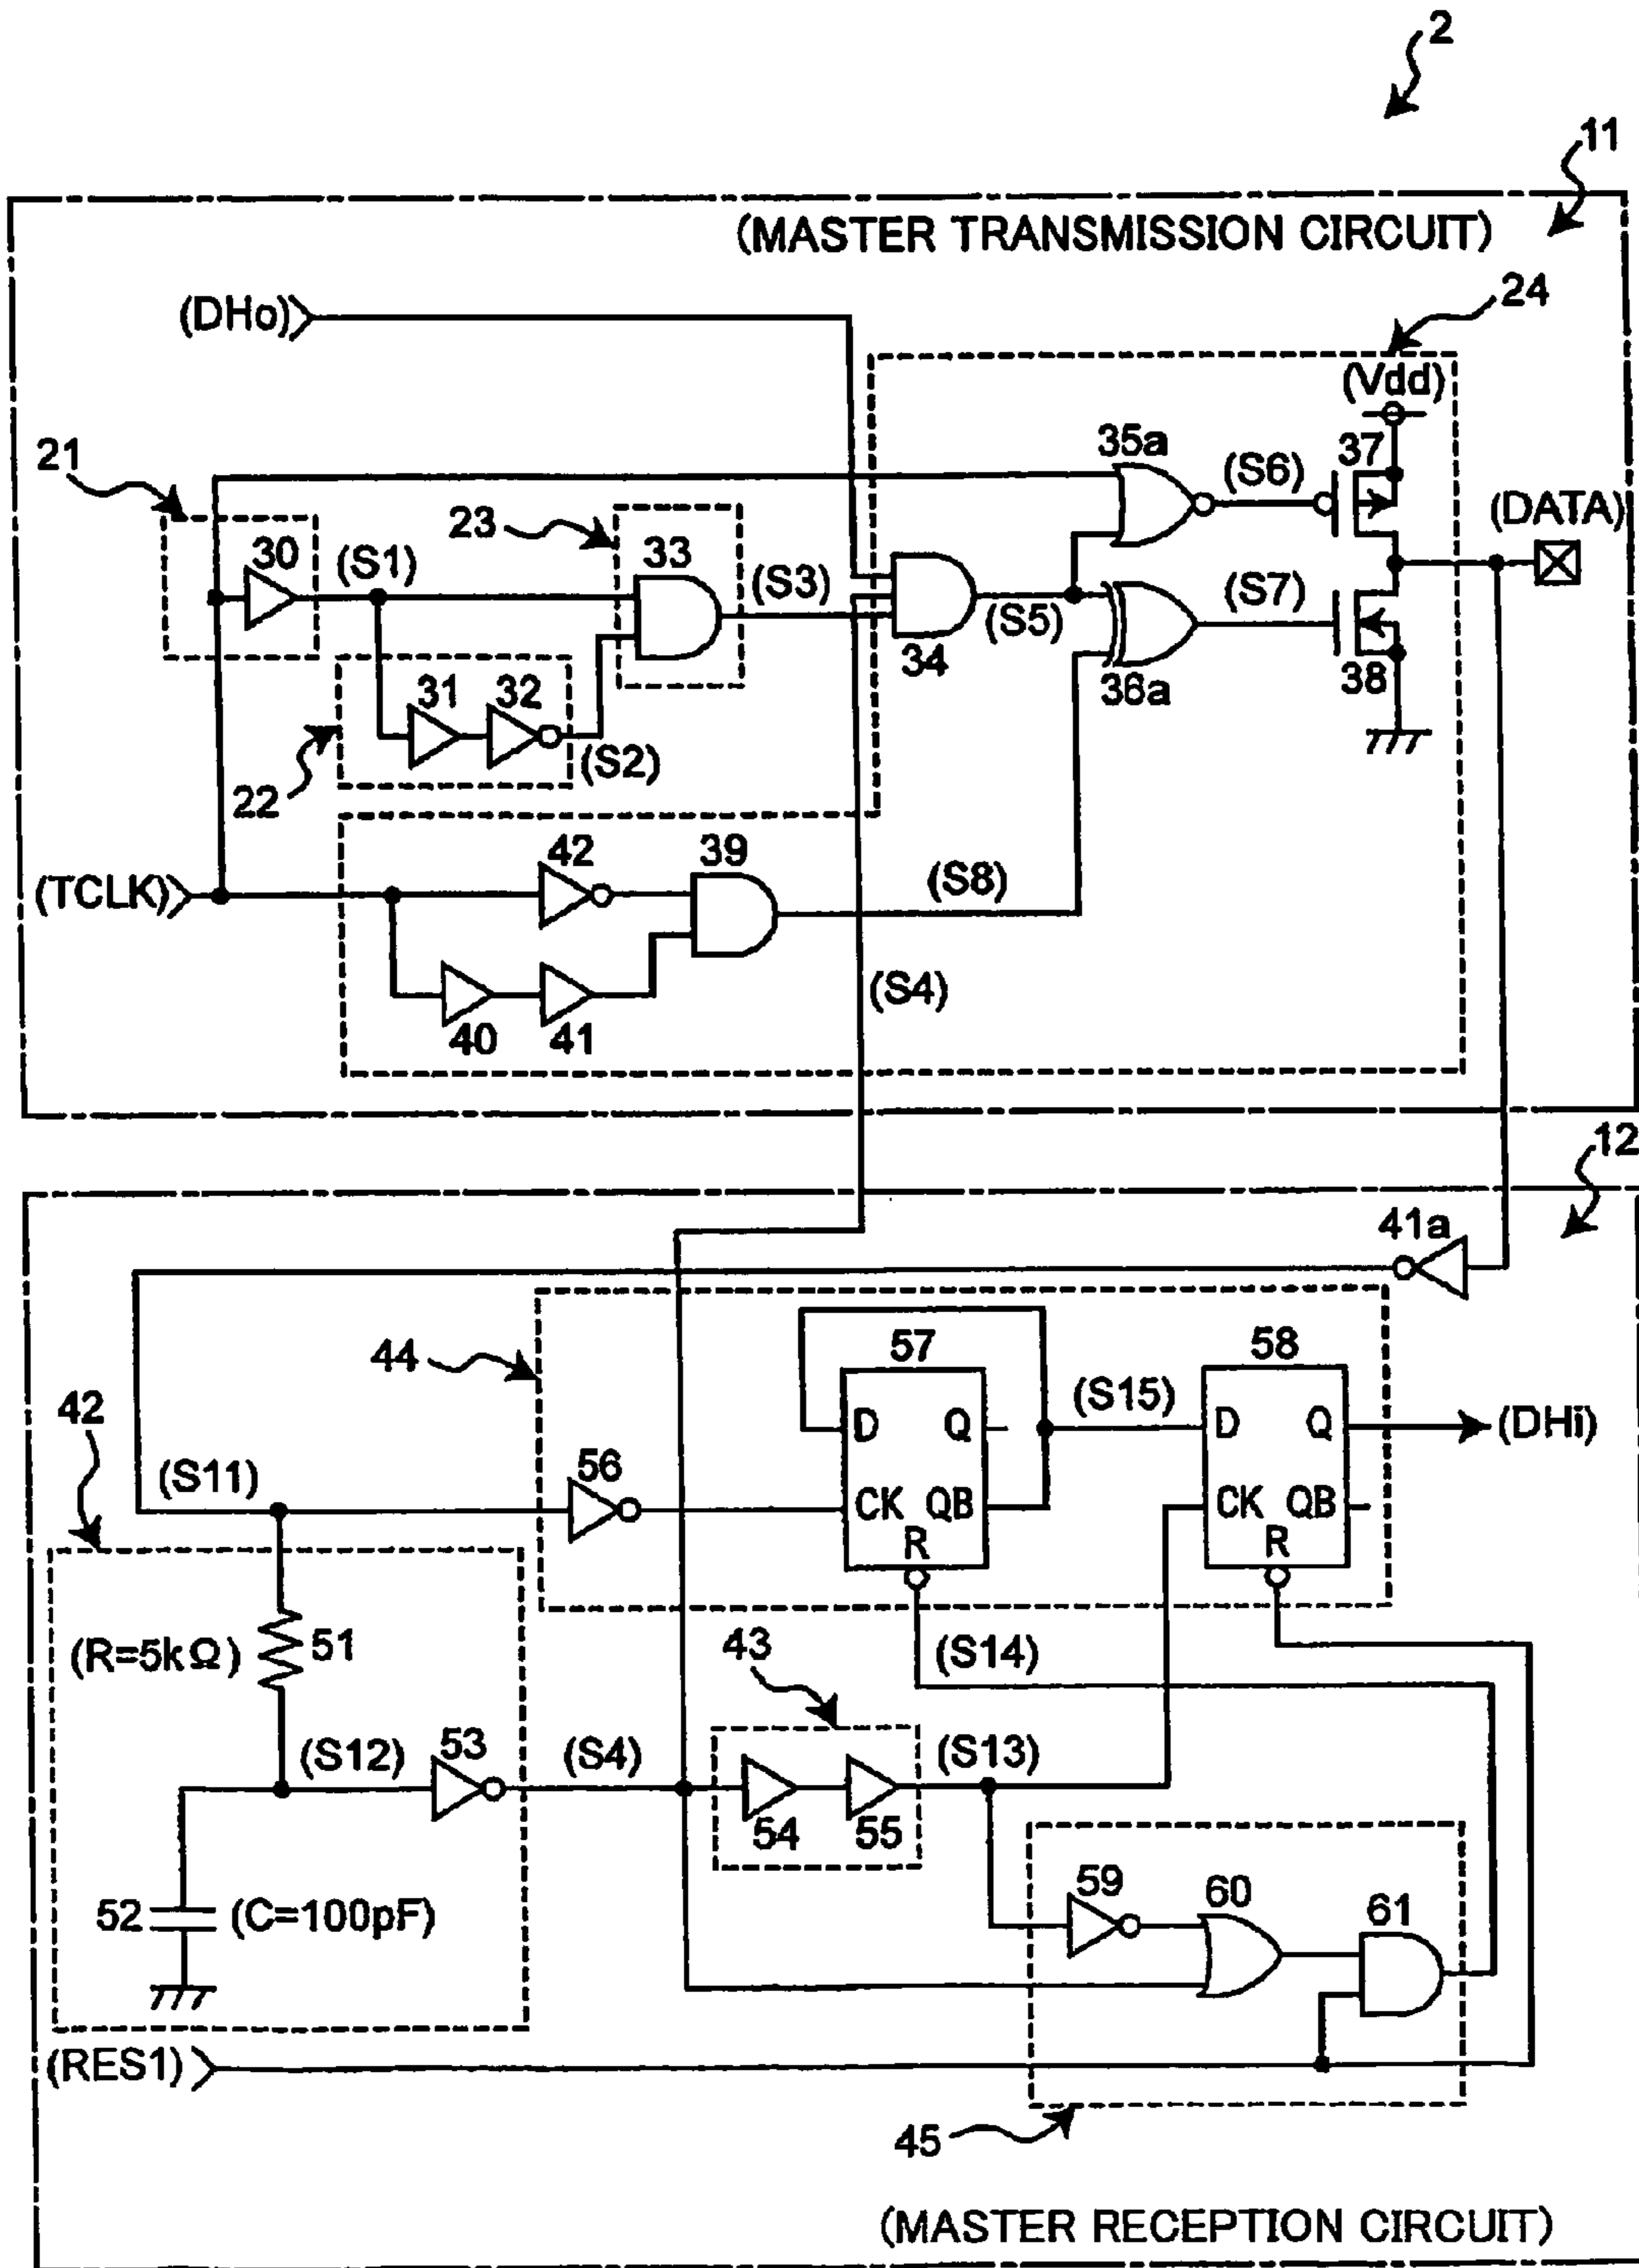 2
11
(MASTER TRANSMISSION CIRCUIT)
(DHo)
24
(Vdd)
21
35a
(S6)
37
(DATA)
23
30
(S1)
33
(S3)
(S5)
(S7)
34
36a
38
31
32
(S2)
22
42
39
(TCLK)
(S8)
40
41
(S4)
12
41a
44
57
58
42
(S15)
D
Q
D
Q
(DHi)
(S11)
56
CK
QB
CK
QB
R
R
(R=5kΩ)
51
43
(S14)
(S12)
53
(S4)
(S13)
54
55
52
(C=100pF)
59
60
61
(RES1)
45
(MASTER RECEPTION CIRCUIT)